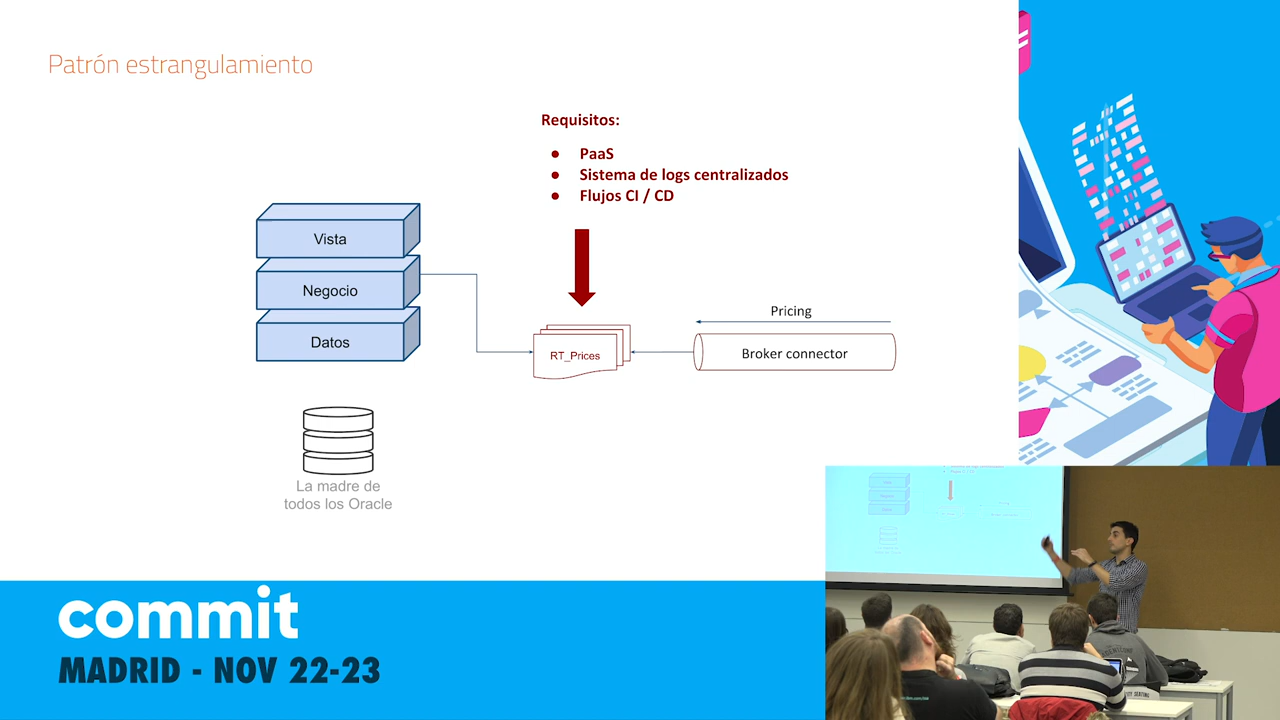 Patrón estrangulamiento
Requisitos:
● PaaS
● Sistema de logs centralizados
● Flujos CI / CD
Vista
Negocio
Datos
RT_Prices
Pricing
Broker connector
La madre de
todos los Oracle
commit
MADRID - NOV 22-23